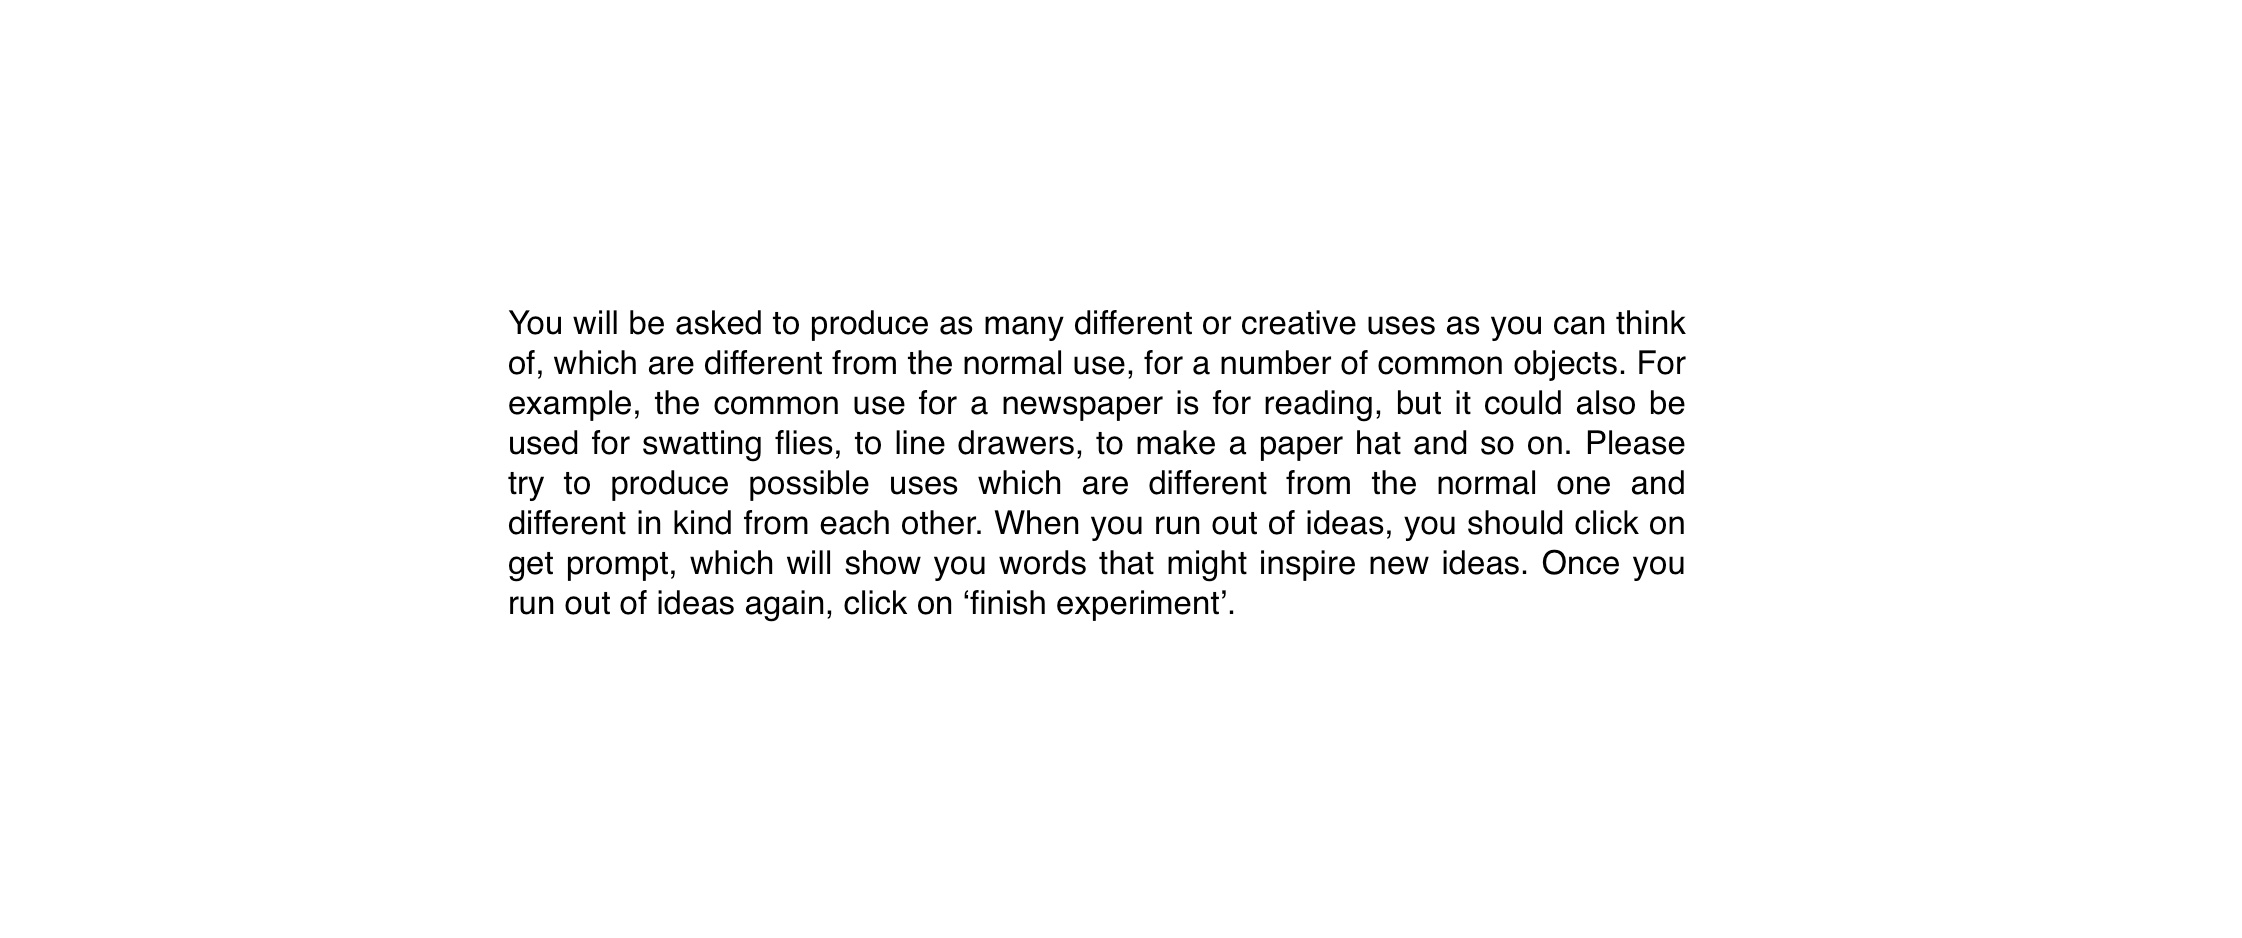 You will be asked to produce as many different or creative uses as you can think
of, which are different from the normal use, for a number of common objects. For
example, the common use for a newspaper is for reading, but it could also be
used for swatting flies, to line drawers, to make a paper hat and so on. Please
try to produce possible uses which are different from the normal one and
different in kind from each other. When you run out of ideas, you should click on
get prompt, which will show you words that might inspire new ideas. Once you
run out of ideas again, click on ‘finish experiment’.